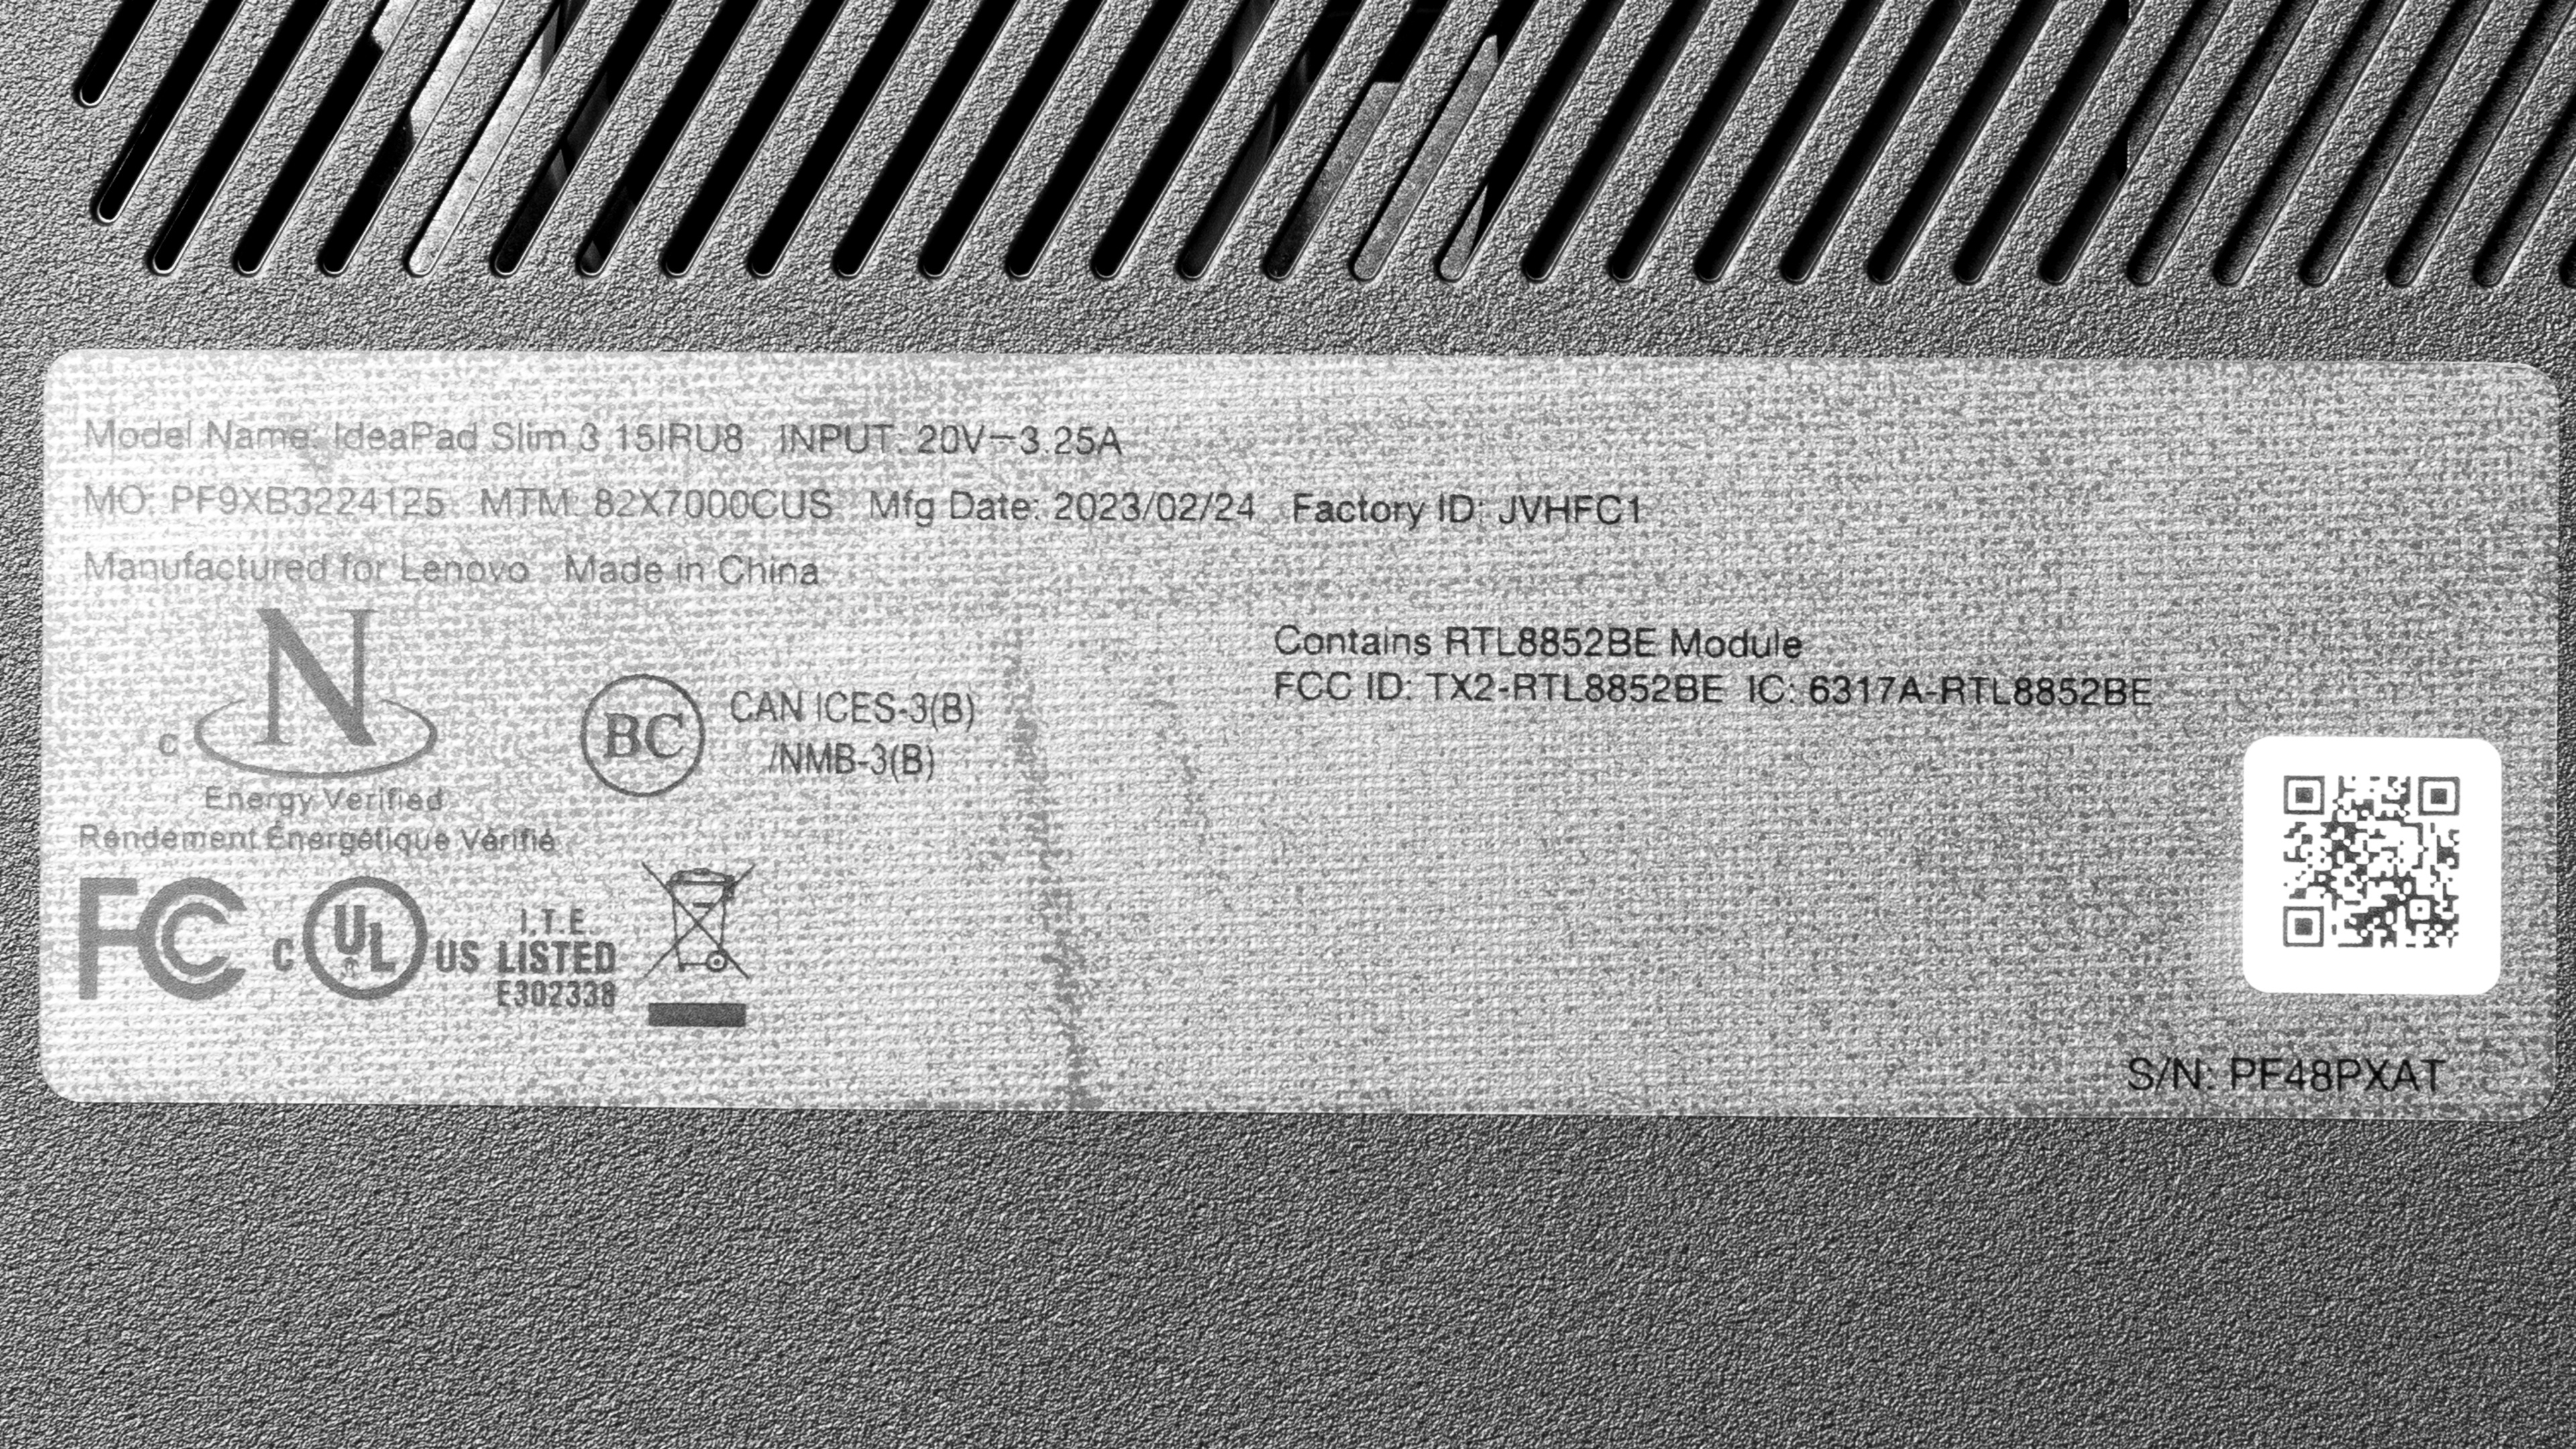 Model Name: IdeaPad Slim 3 15IRU8 INPUT: 20V⎓3.25A
MO: PF9XB3224125 MTM: 82X7000CUS Mfg Date: 2023/02/24 Factory ID: JVHFC1
Manufactured for Lenovo Made in China
Contains RTL8852BE Module
FCC ID: TX2-RTL8852BE IC: 6317A-RTL8852BE
N
C
Energy Verified
Rendement Énergétique Vérifié
BC
CAN ICES-3(B)
/NMB-3(B)
FC C UL US
I.T.E.
LISTED
E302338
S/N: PF48PXAT